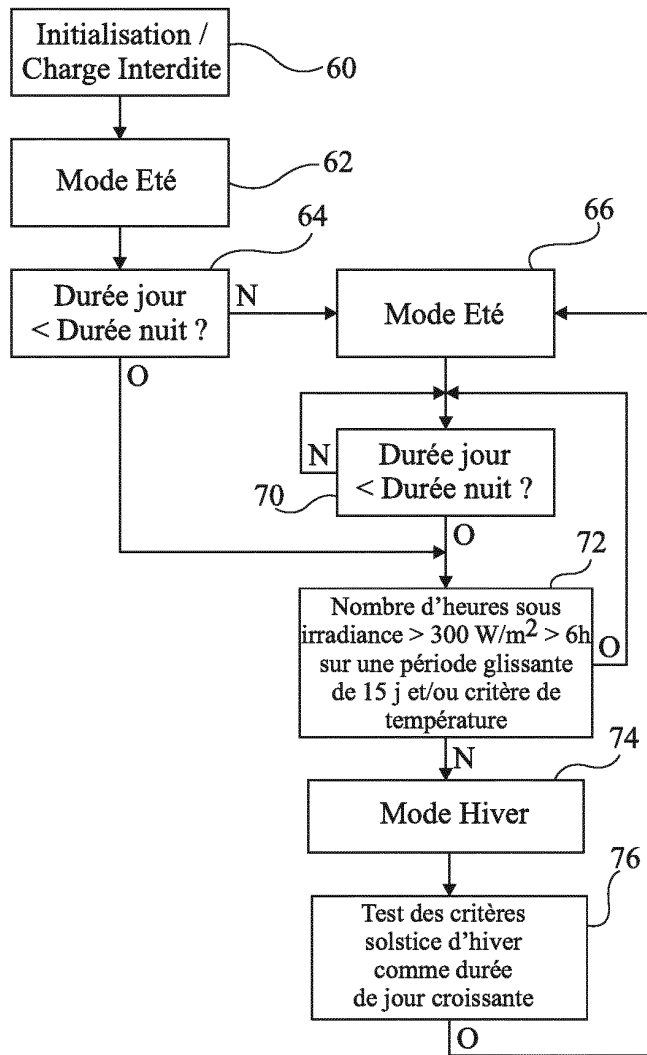 Initialisation /
Charge Interdite
60
Mode Eté
62
64
Durée jour
< Durée nuit ?
N
O
66
Mode Eté
N
70
Durée jour
< Durée nuit ?
O
72
Nombre d'heures sous
irradiance > 300 W/m² > 6h
sur une période glissante
de 15 j et/ou critère de
température
O
N
74
Mode Hiver
76
Test des critères
solstice d'hiver
comme durée
de jour croissante
O